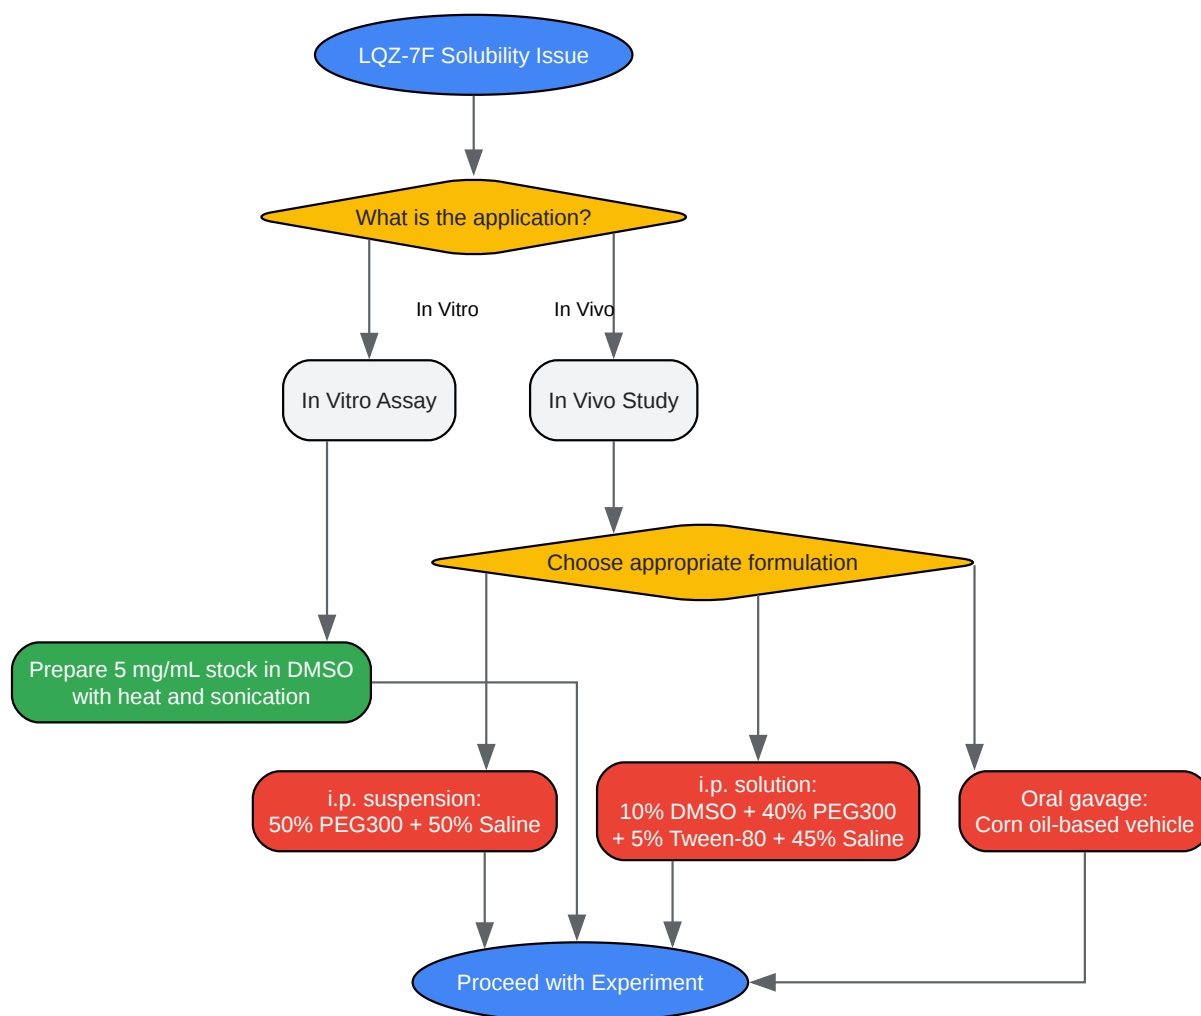 LQZ-7F Solubility Issue
What is the application?
In Vitro
In Vivo
In Vitro Assay
In Vivo Study
Choose appropriate formulation
Prepare 5 mg/mL stock in DMSO
with heat and sonication
i.p. suspension:
50% PEG300 + 50% Saline
i.p. solution:
10% DMSO + 40% PEG300
+ 5% Tween-80 + 45% Saline
Oral gavage:
Corn oil-based vehicle
Proceed with Experiment